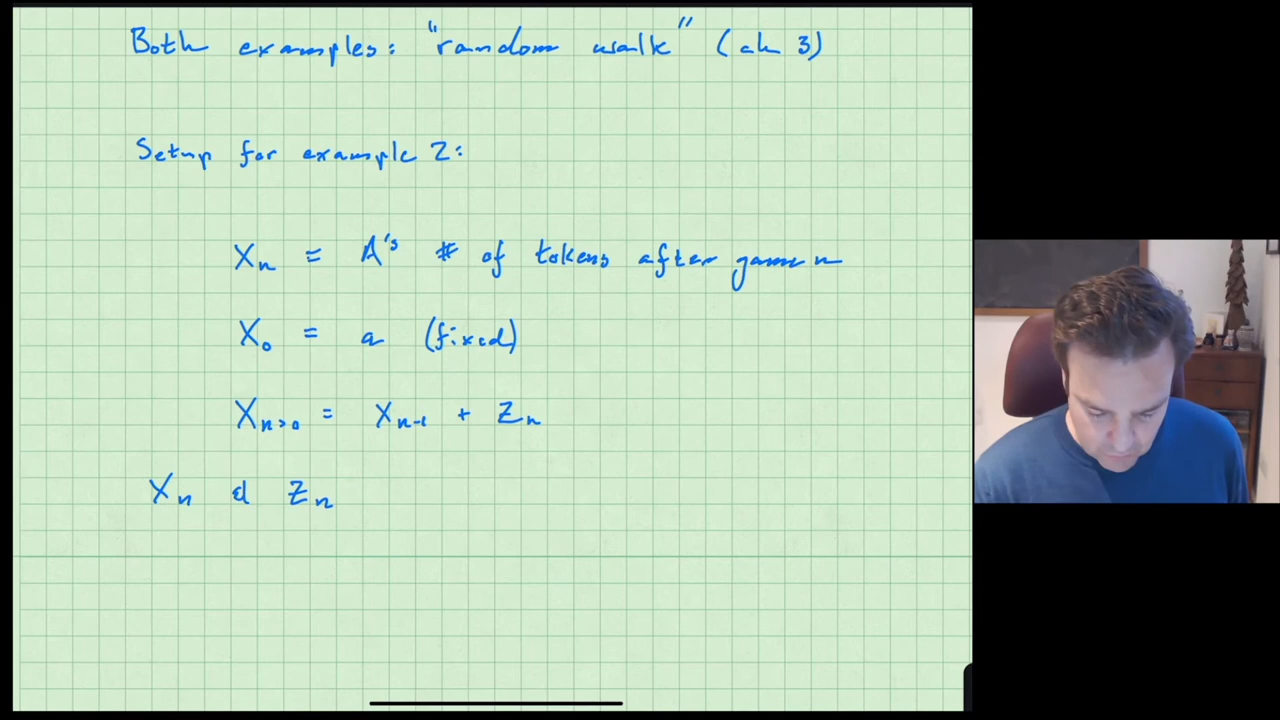 Both examples: "random walk" (ch 3)
Setup for example 2:
Xₙ = A's # of tokens after game n
X₀ = a (fixed)
Xₙ>₀ = Xₙ₋₁ + Zₙ
Xₙ & Zₙ